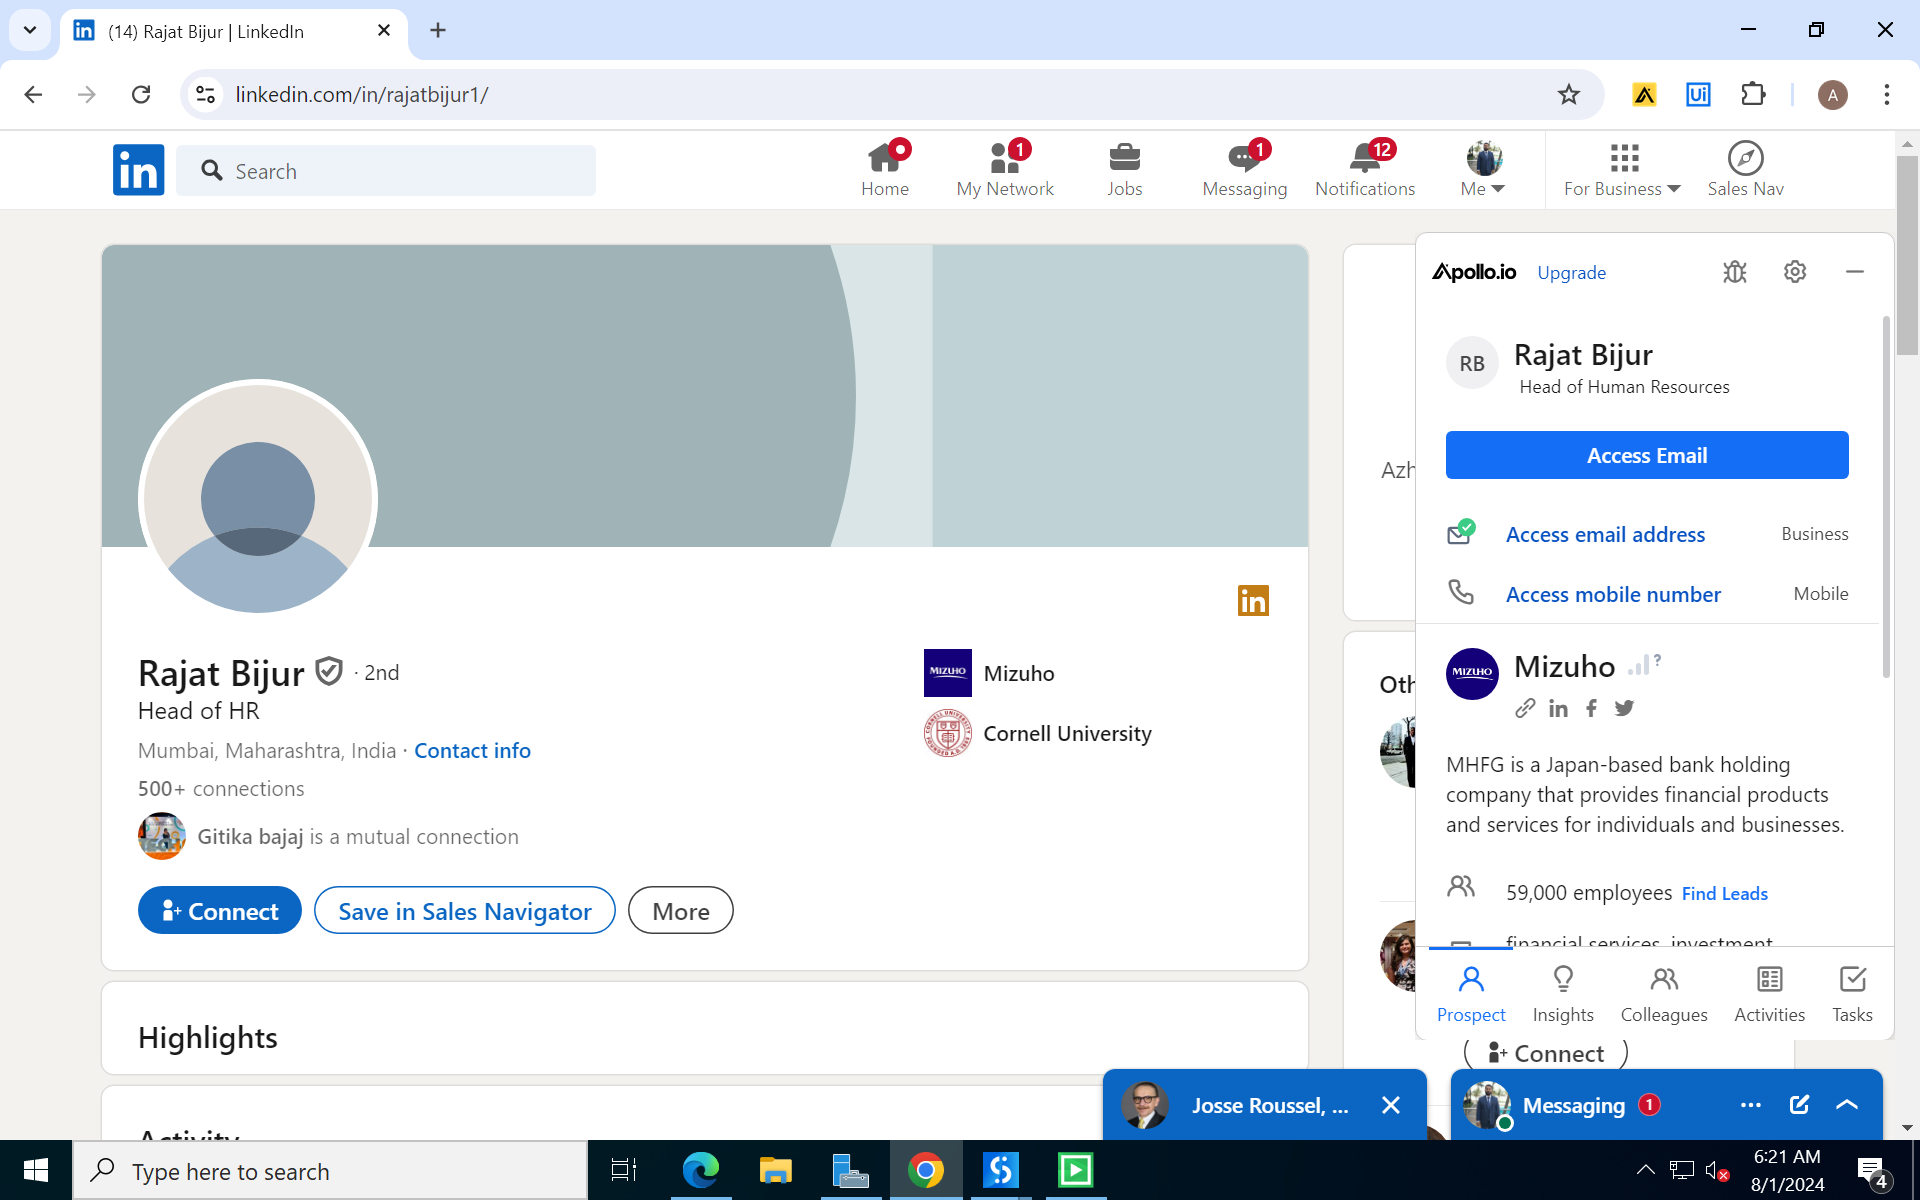 (14) Rajat Bijur | LinkedIn
linkedin.com/in/rajatbijur1/
Ui
A
in
Search
Home
1
My Network
Jobs
1
Messaging
12
Notifications
Me
For Business
Sales Nav
Apollo.io
Upgrade
RB
Rajat Bijur
Head of Human Resources
Access Email
Access email address
Business
Access mobile number
Mobile
MIZUHO
Mizuho
?
MHFG is a Japan-based bank holding
company that provides financial products
and services for individuals and businesses.
59,000 employees Find Leads
financial services, investment
Prospect
Insights
Colleagues
Activities
Tasks
Azh
Oth
Connect
in
Rajat Bijur · 2nd
Head of HR
Mumbai, Maharashtra, India · Contact info
500+ connections
Gitika bajaj is a mutual connection
MIZUHO
Mizuho
Cornell University
Connect
Save in Sales Navigator
More
Highlights
Activity
Josse Roussel, ...
Messaging
1
Type here to search
6:21 AM
8/1/2024
4